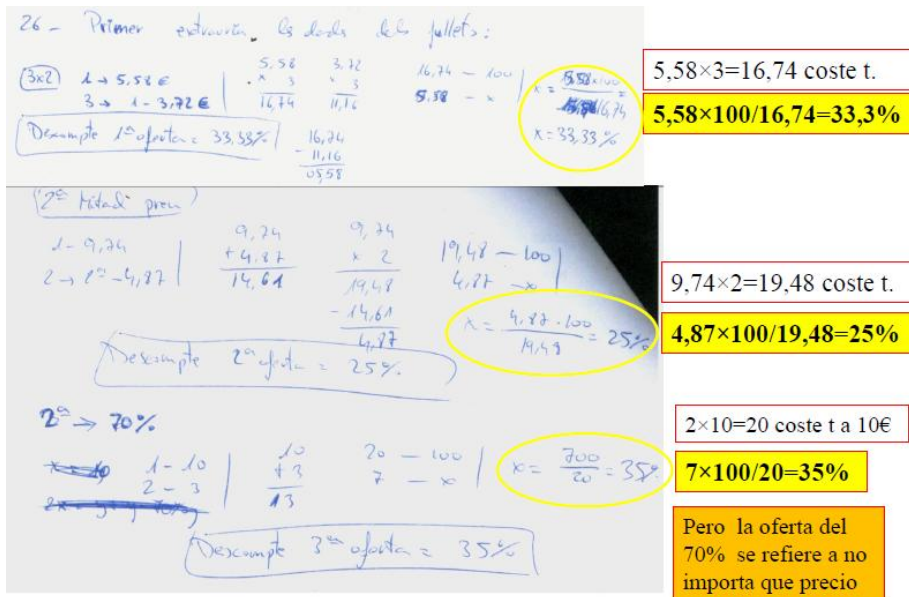 26 - Primer extrauria les dades dels fullets:
3x2 1 → 5,58 €
3 → 1 - 3,72 €
5,58
x 3
16,74
3,72
x 3
11,16
16,74 — 100
5,58 — x
x = 5,58·100 / 16,74 =
x = 33,33%
Descompte 1ª oferta = 33,33%
16,74
- 11,16
05,58
5,58×3=16,74 coste t.
5,58×100/16,74=33,3%
2ª Mitad preu
1 - 9,74
2 → 2ª - 4,87
9,74
+ 4,87
14,61
9,74
x 2
19,48
- 14,61
4,87
19,48 — 100
4,87 — x
x = 4,87·100 / 19,48 = 25%
Descompte 2ª oferta = 25%
9,74×2=19,48 coste t.
4,87×100/19,48=25%
2ª → 70%
1 - 10
2 - 3
10
+ 3
13
20 — 100
7 — x
x = 700 / 20 = 35%
Descompte 3ª oferta = 35%
2×10=20 coste t a 10€
7×100/20=35%
Pero la oferta del
70% se refiere a no
importa que precio